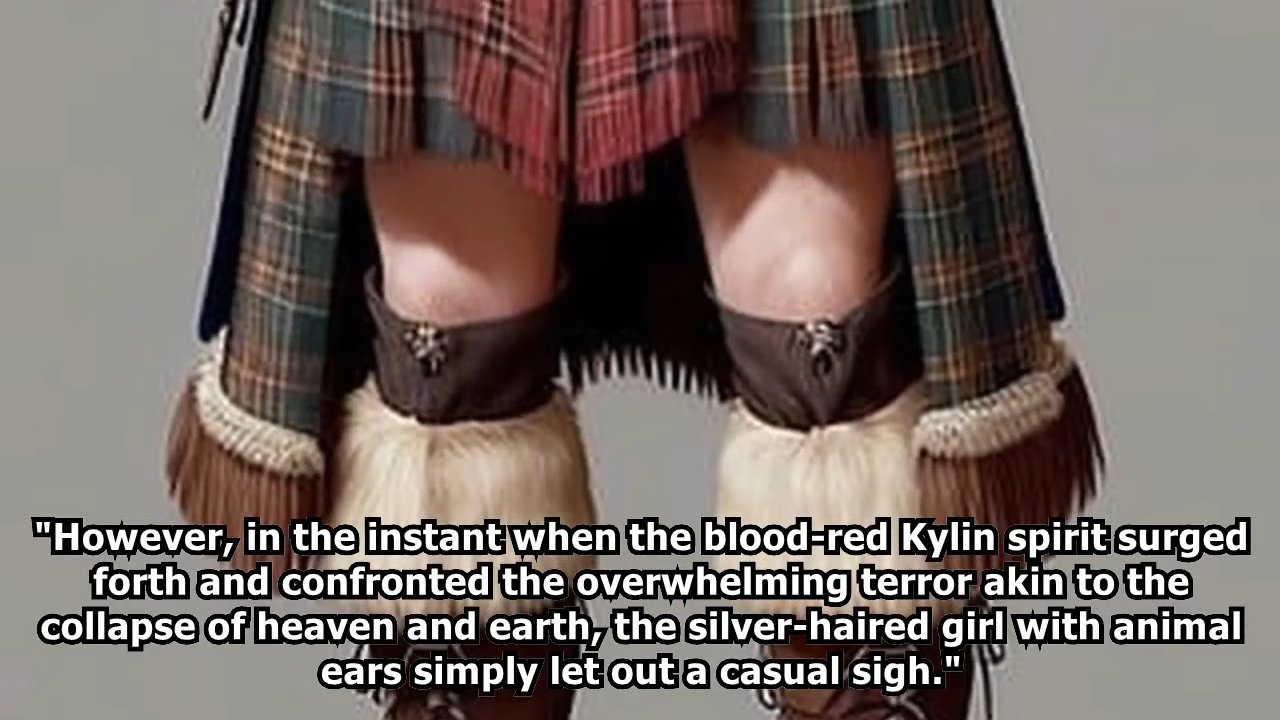 "However, in the instant when the blood-red Kylin spirit surged
forth and confronted the overwhelming terror akin to the
collapse of heaven and earth, the silver-haired girl with animal
ears simply let out a casual sigh."